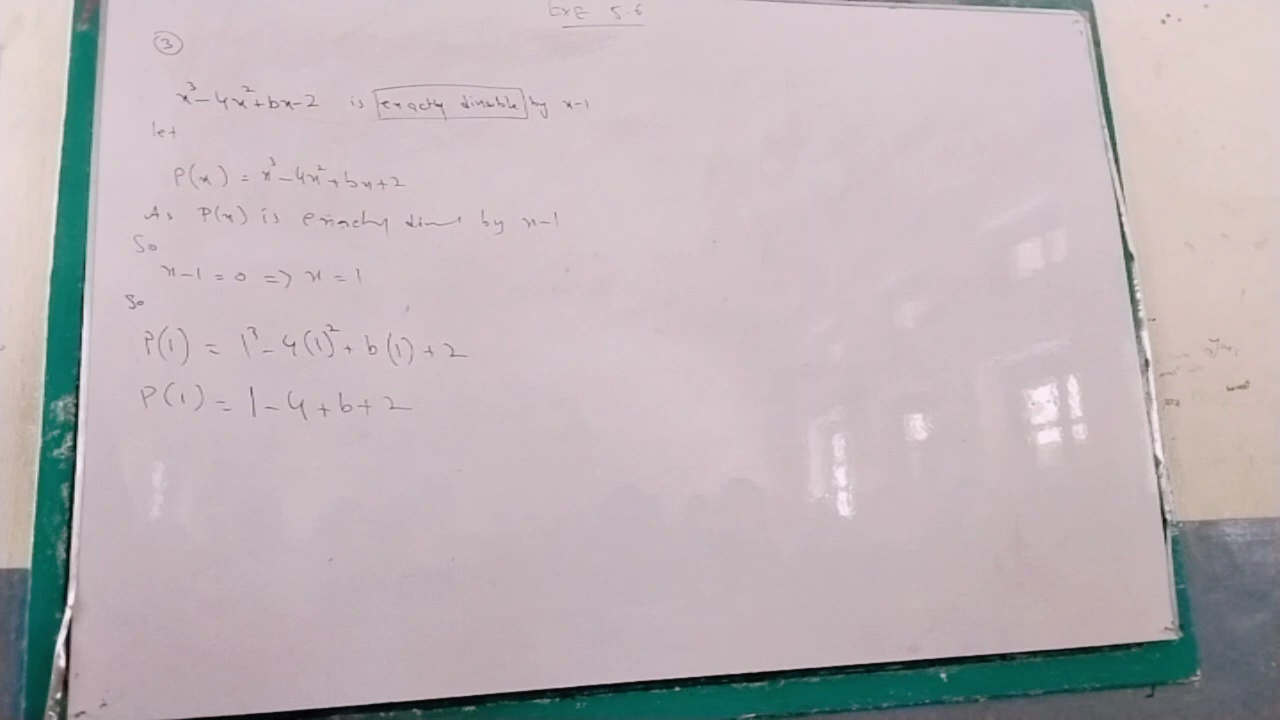 Exe 5.6
③
x³-4x²+bx-2 is exactly divisible by x-1
let
P(x) = x³-4x²+bx+2
As P(x) is exactly by x-1
So
x-1=0 => x=1
So
P(1) = 1³-4(1)²+b(1)+2
P(1) = 1-4+b+2